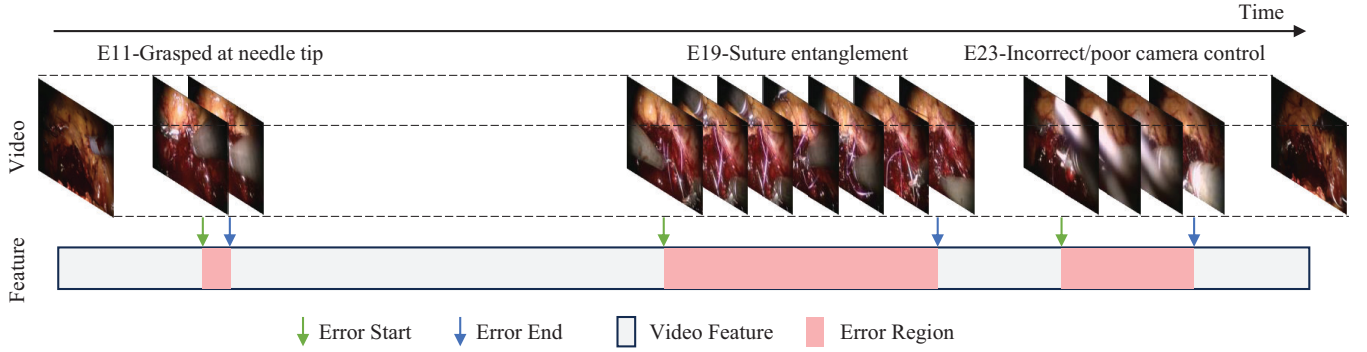 Time
E11-Grasped at needle tip
E19-Suture entanglement
E23-Incorrect/poor camera control
Video
Feature
Error Start
Error End
Video Feature
Error Region